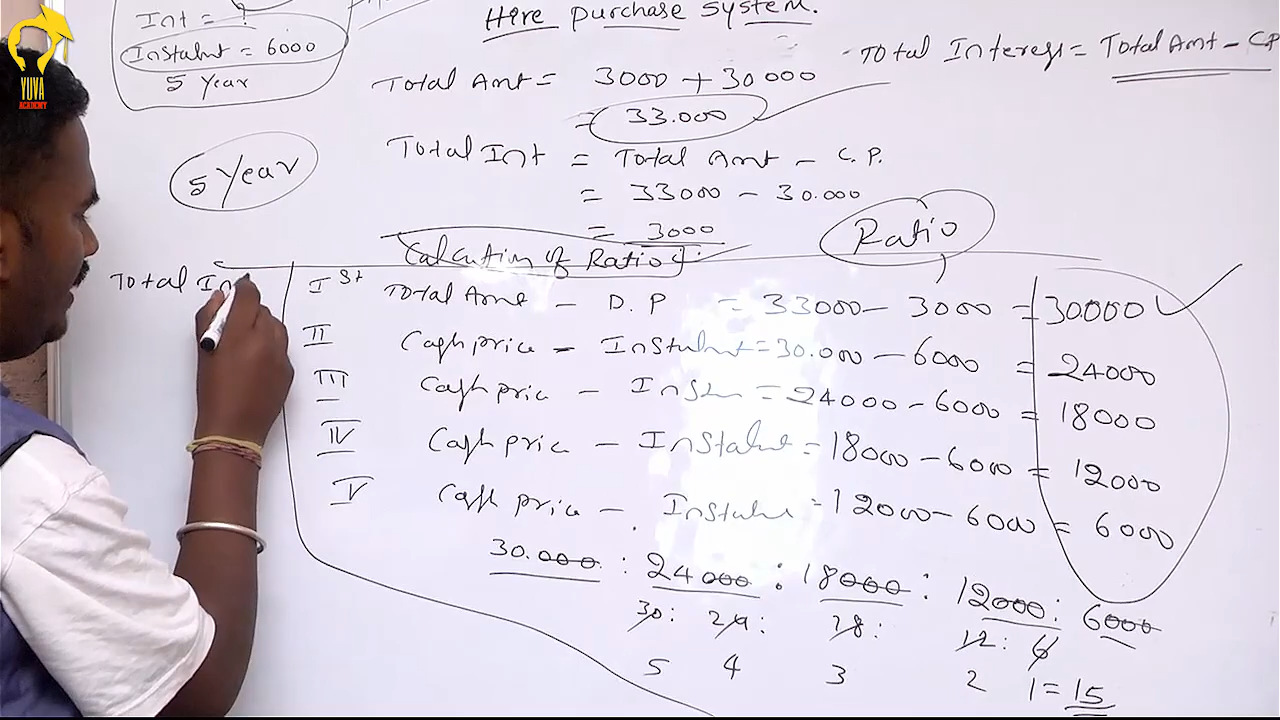 YUVA
ACADEMY
Int = ?
Instalmt = 6000
5 Year
Hire purchase system.
Total Interest = Total Amt - CP
Total Amt = 3000 + 30000
= 33.000
5 Year
Total Int = Total Amt - C.P.
= 33000 - 30.000
= 3000
Ratio
Calculation of Ratio :-
Total In
I st Total Amt - D.P = 33000 - 3000 = 30.000
II Cash price - Instalmt = 30.000 - 6000 = 24000
III Cash price - Instm = 24000 - 6000 = 18000
IV Cash price - Instalmt = 18000 - 6000 = 12000
V Cash price - Instalmt = 12000 - 6000 = 6000
30.000 : 24000 : 18000 : 12000 : 6000
30 : 24 : 18 : 12 : 6
5 4 3 2 1 = 15